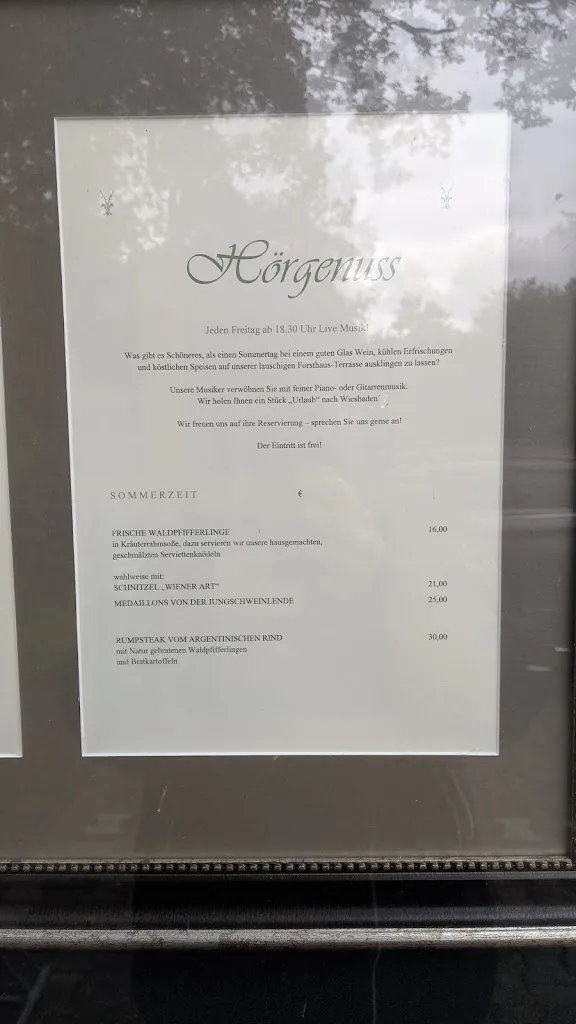 Hörgenuss
Jeden Freitag ab 18.30 Uhr Live Musik!
Was gibt es Schöneres, als einen Sommertag bei einem guten Glas Wein, kühlen Erfrischungen
und köstlichen Speisen auf unserer lauschigen Forsthaus-Terrasse ausklingen zu lassen?
Unsere Musiker verwöhnen Sie mit feiner Piano- oder Gitarrenmusik.
Wir holen Ihnen ein Stück „Urlaub“ nach Wiesbaden!
Wir freuen uns auf ihre Reservierung – sprechen Sie uns gerne an!
Der Eintritt ist frei!
SOMMERZEIT €
FRISCHE WALDPFIFFERLINGE 16,00
in Kräuterrahmsoße, dazu servieren wir unsere hausgemachten,
geschmälzten Serviettenknödeln
wahlweise mit:
SCHNITZEL „WIENER ART“ 21,00
MEDAILLONS VON DER JUNGSCHWEINLENDE 25,00
RUMPSTEAK VOM ARGENTINISCHEN RIND 30,00
mit Natur gebratenen Waldpfifferlingen
und Bratkartoffeln